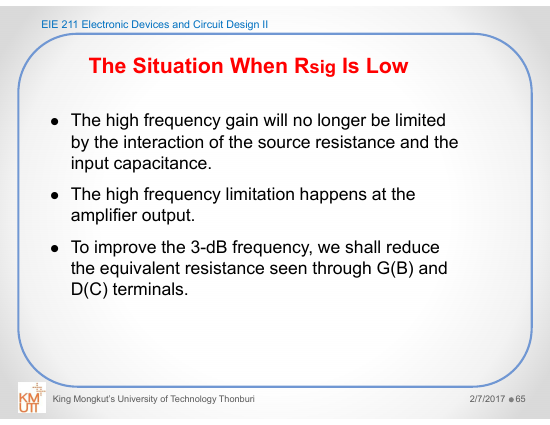 EIE 211 Electronic Devices and Circuit Design II
The Situation When Rsig Is Low
● The high frequency gain will no longer be limited
by the interaction of the source resistance and the
input capacitance.
● The high frequency limitation happens at the
amplifier output.
● To improve the 3-dB frequency, we shall reduce
the equivalent resistance seen through G(B) and
D(C) terminals.
KM
UTT
King Mongkut's University of Technology Thonburi
2/7/2017 ● 65